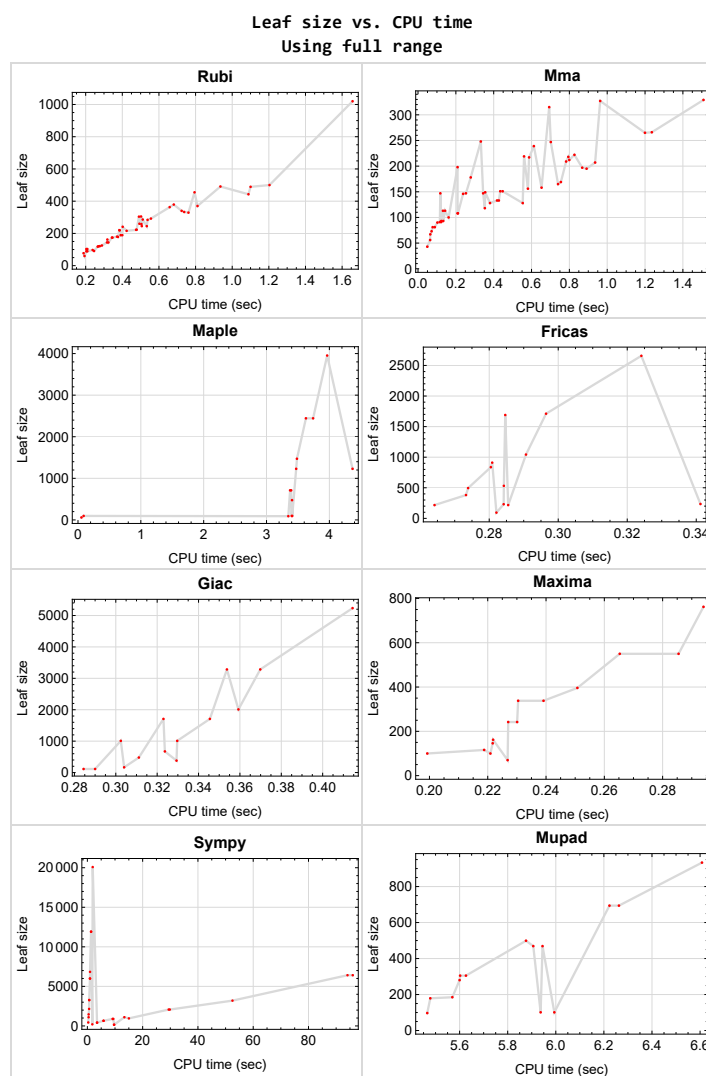 Leaf size vs. CPU time
Using full range
Rubi
1000
800
600
400
200
0
Leaf size
0.2 0.4 0.6 0.8 1.0 1.2 1.4 1.6
CPU time (sec)
Mma
300
250
200
150
100
50
0
Leaf size
0.0 0.2 0.4 0.6 0.8 1.0 1.2 1.4
CPU time (sec)
Maple
4000
3000
2000
1000
0
Leaf size
0 1 2 3 4
CPU time (sec)
Fricas
2500
2000
1500
1000
500
0
Leaf size
0.28 0.30 0.32 0.34
CPU time (sec)
Giac
5000
4000
3000
2000
1000
0
Leaf size
0.28 0.30 0.32 0.34 0.36 0.38 0.40
CPU time (sec)
Maxima
800
600
400
200
0
Leaf size
0.20 0.22 0.24 0.26 0.28
CPU time (sec)
Sympy
20000
15000
10000
5000
0
Leaf size
0 20 40 60 80
CPU time (sec)
Mupad
800
600
400
200
0
Leaf size
5.6 5.8 6.0 6.2 6.4 6.6
CPU time (sec)